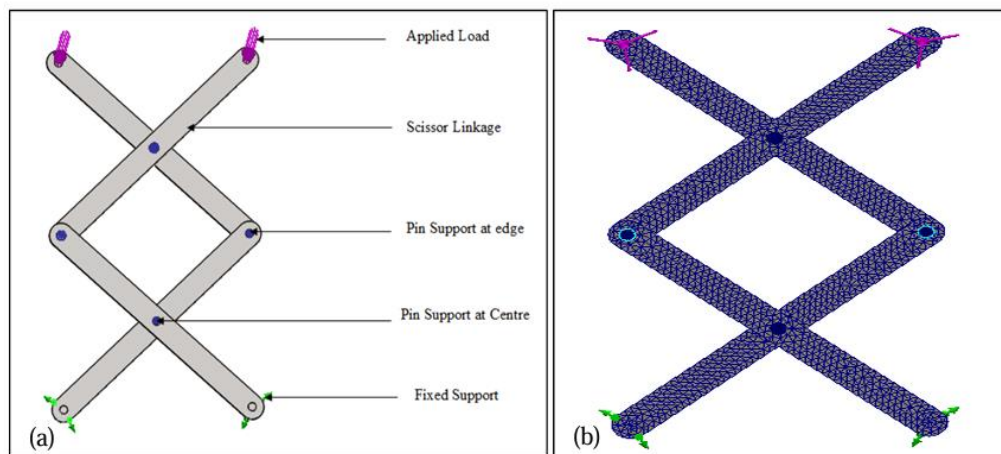 Applied Load
Scissor Linkage
Pin Support at edge
Pin Support at Centre
Fixed Support
(a)
(b)